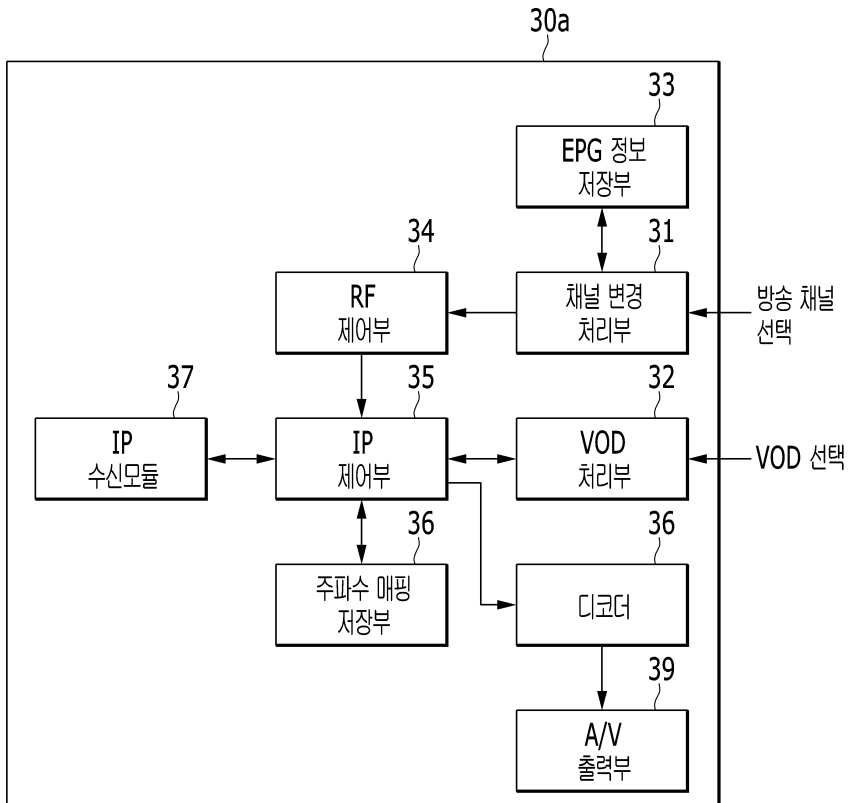 30a
33
EPG 정보
저장부
34
31
RF
제어부
채널 변경
처리부
방송 채널
선택
37
35
32
IP
수신모듈
IP
제어부
VOD
처리부
VOD 선택
36
36
주파수 매핑
저장부
디코더
39
A/V
출력부